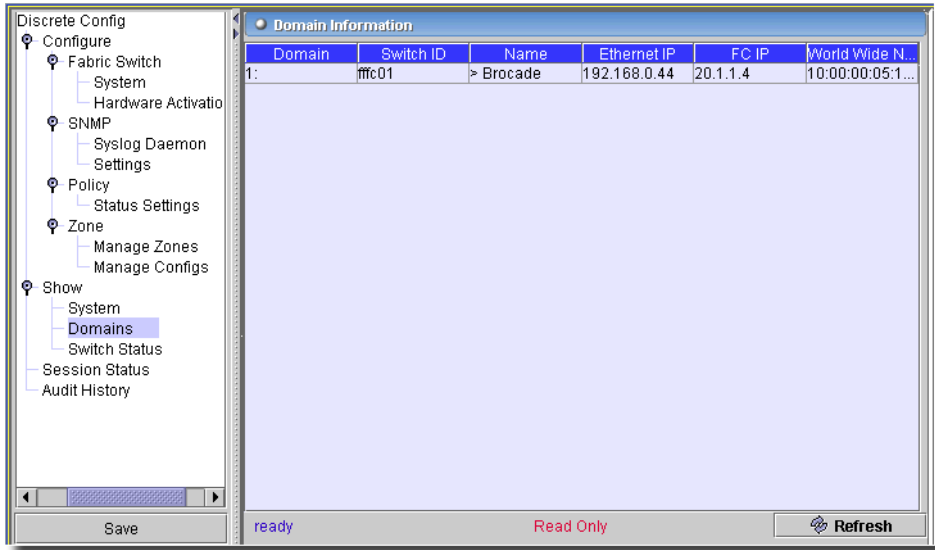 Discrete Config
Configure
Fabric Switch
System
Hardware Activatio
SNMP
Syslog Daemon
Settings
Policy
Status Settings
Zone
Manage Zones
Manage Configs
Show
System
Domains
Switch Status
Session Status
Audit History
Save
Domain Information
Domain Switch ID Name Ethernet IP FC IP World Wide N...
1: fffc01 > Brocade 192.168.0.44 20.1.1.4 10:00:00:05:1...
ready Read Only Refresh